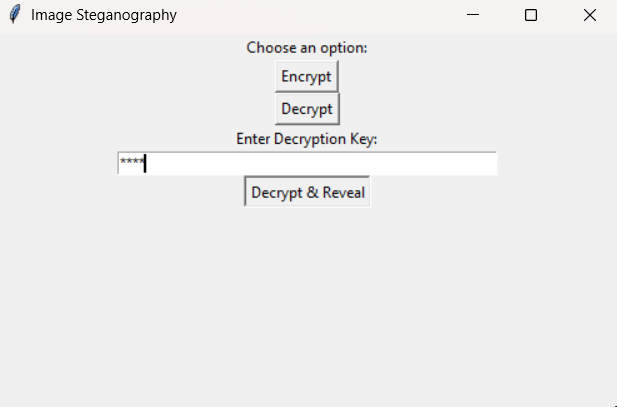 Image Steganography
Choose an option:
Encrypt
Decrypt
Enter Decryption Key:
****
Decrypt & Reveal